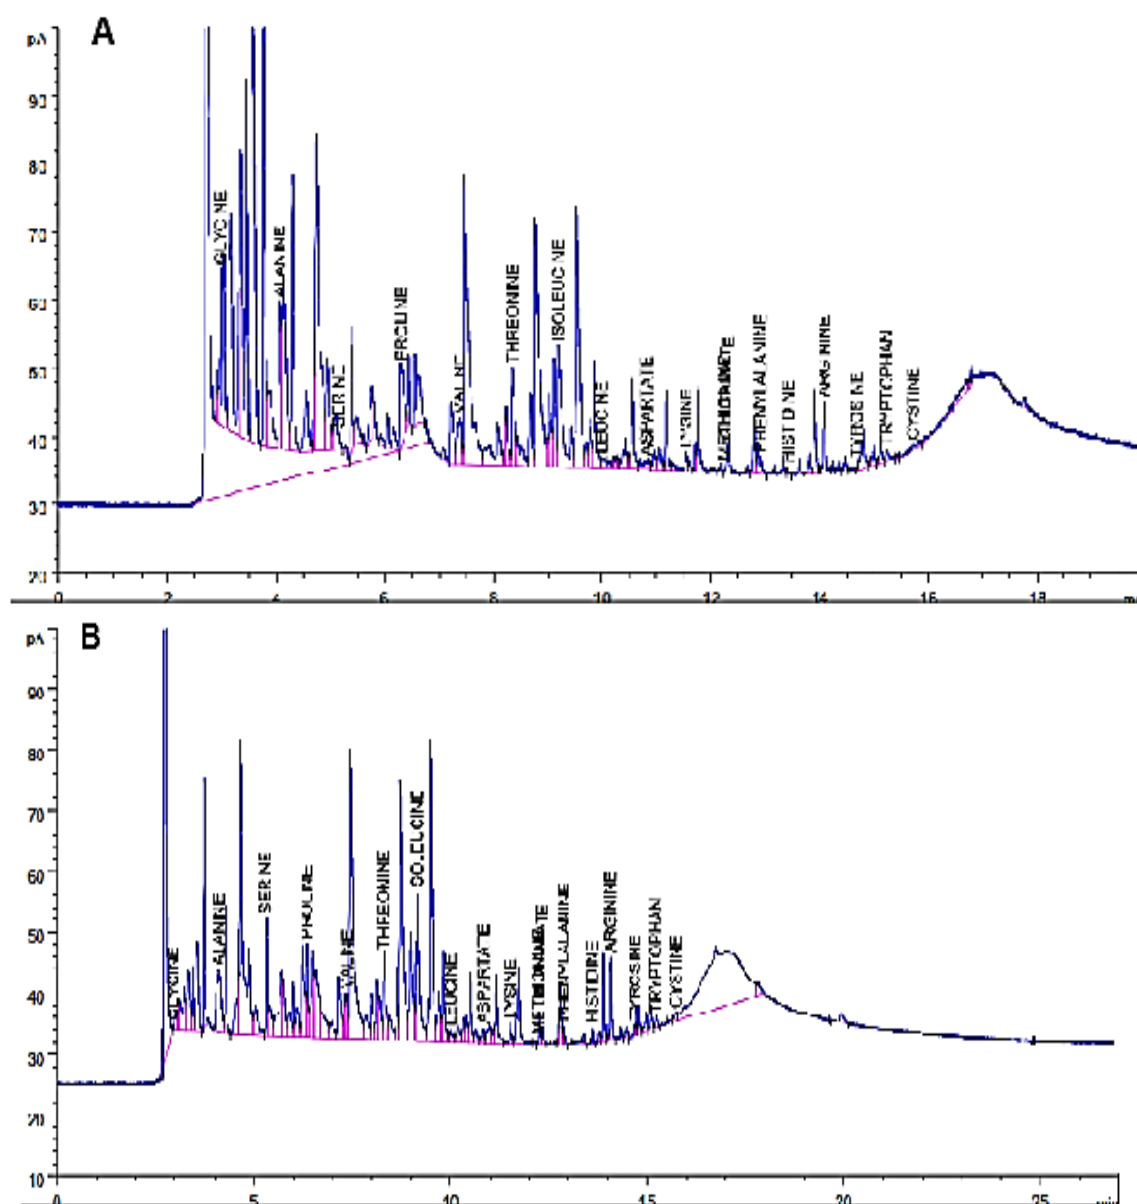 A
pA
90
80
70
60
50
40
30
20
GLYCINE
ALANINE
SERINE
PROLINE
VALINE
THREONINE
ISOLEUCINE
LEUCINE
ASPARTATE
LYSINE
PHENYLALANINE
HISTIDINE
ARGININE
TYROSINE
TRYPTOPHAN
CYSTINE
0
2
4
6
8
10
12
14
16
18
B
pA
90
80
70
60
50
40
30
20
10
GLYCINE
ALANINE
SERINE
PROLINE
VALINE
THREONINE
ISOLEUCINE
LEUCINE
ASPARTATE
LYSINE
PHENYLALANINE
HISTIDINE
ARGININE
TYROSINE
TRYPTOPHAN
CYSTINE
0
5
10
15
20
25